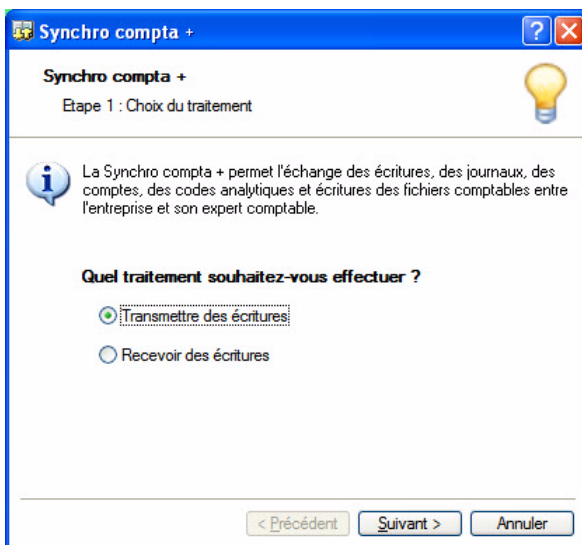 Synchro compta +
Synchro compta +
Etape 1 : Choix du traitement
La Synchro compta + permet l'échange des écritures, des journaux, des
comptes, des codes analytiques et écritures des fichiers comptables entre
l'entreprise et son expert comptable.
Quel traitement souhaitez-vous effectuer ?
Transmettre des écritures
Recevoir des écritures
< Précédent Suivant > Annuler